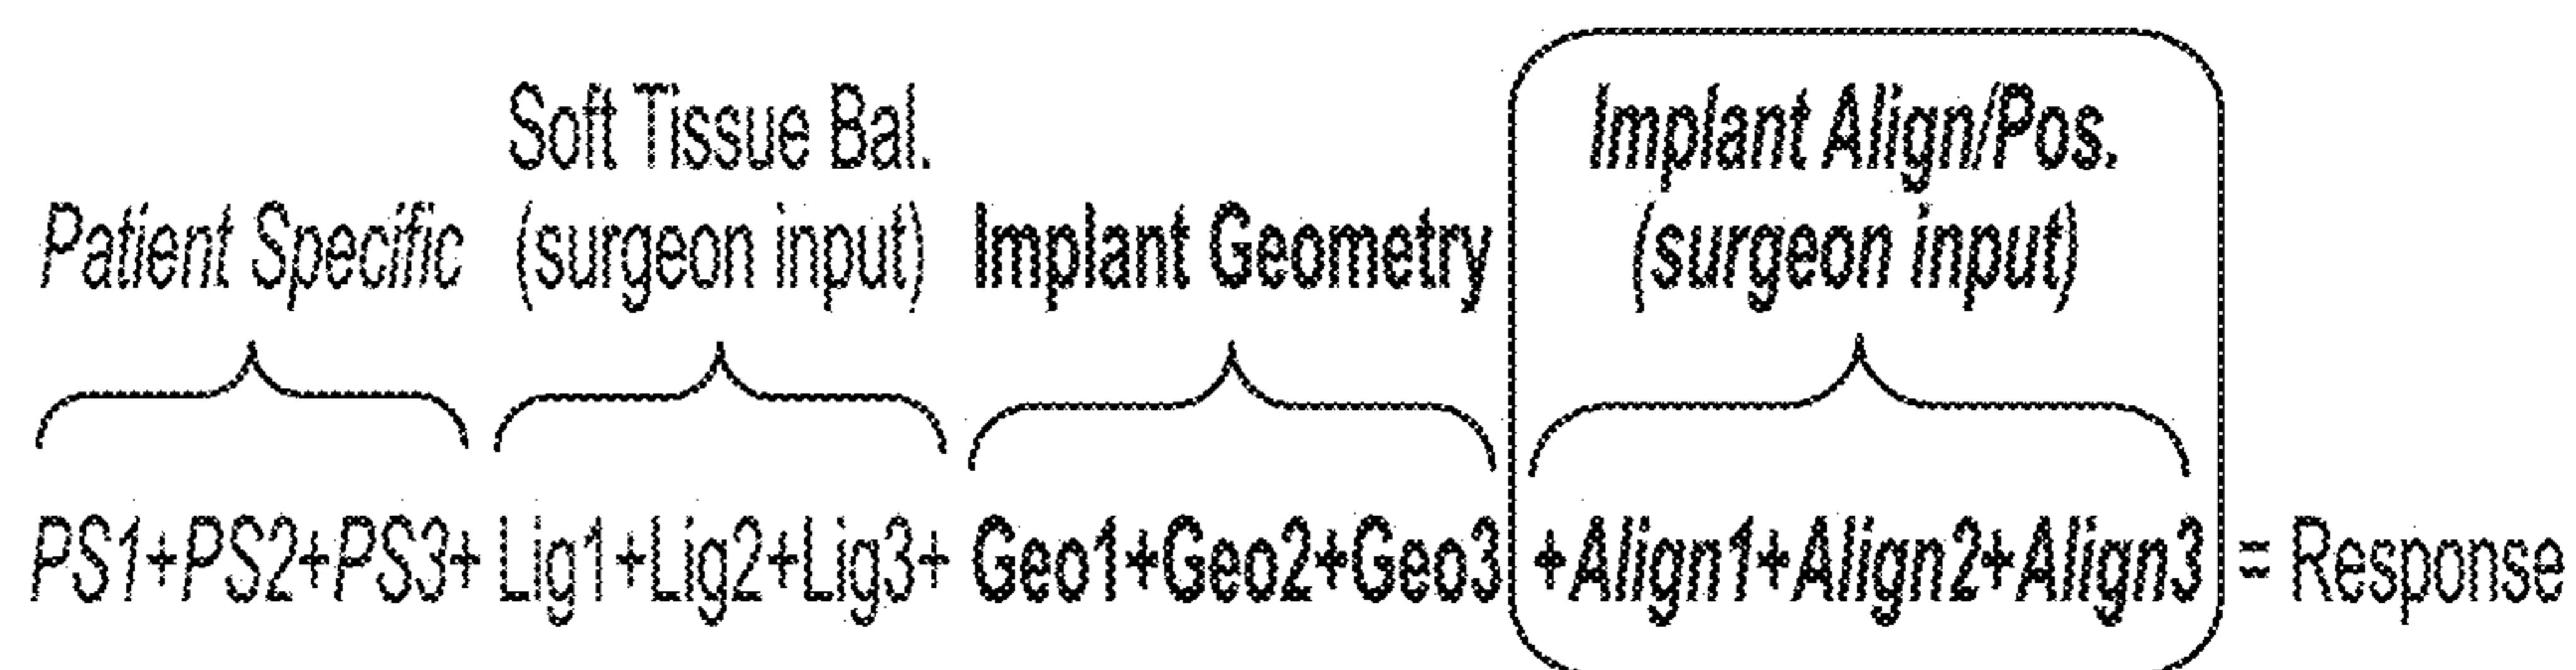 Patient Specific
Soft Tissue Bal.
(surgeon input)
Implant Geometry
Implant Align/Pos.
(surgeon input)
PS1+PS2+PS3+ Lig1+Lig2+Lig3+ Geo1+Geo2+Geo3 +Align1+Align2+Align3 = Response